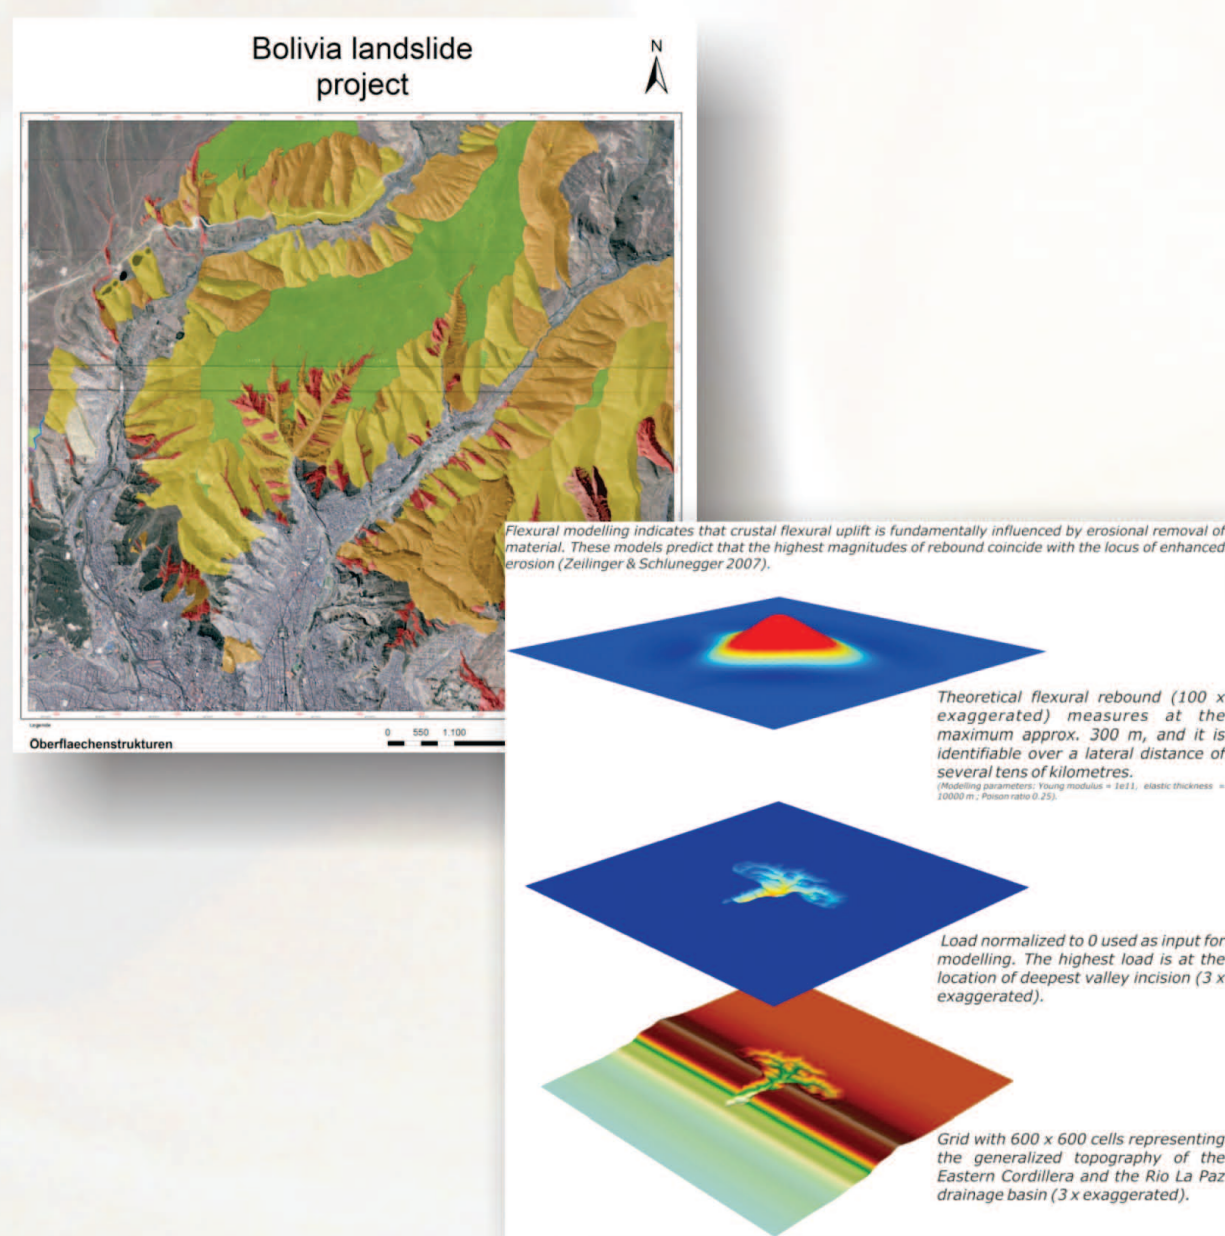 Bolivia landslide
project
N
Legende
Oberflaechenstrukturen
0 550 1.100
Flexural modelling indicates that crustal flexural uplift is fundamentally influenced by erosional removal of
material. These models predict that the highest magnitudes of rebound coincide with the locus of enhanced
erosion (Zeilinger & Schlunegger 2007).
Theoretical flexural rebound (100 x
exaggerated) measures at the
maximum approx. 300 m, and it is
identifiable over a lateral distance of
several tens of kilometres.
(Modelling parameters: Young modulus = 1e11, elastic thickness =
10000 m ; Poison ratio 0.25).
Load normalized to 0 used as input for
modelling. The highest load is at the
location of deepest valley incision (3 x
exaggerated).
Grid with 600 x 600 cells representing
the generalized topography of the
Eastern Cordillera and the Rio La Paz
drainage basin (3 x exaggerated).